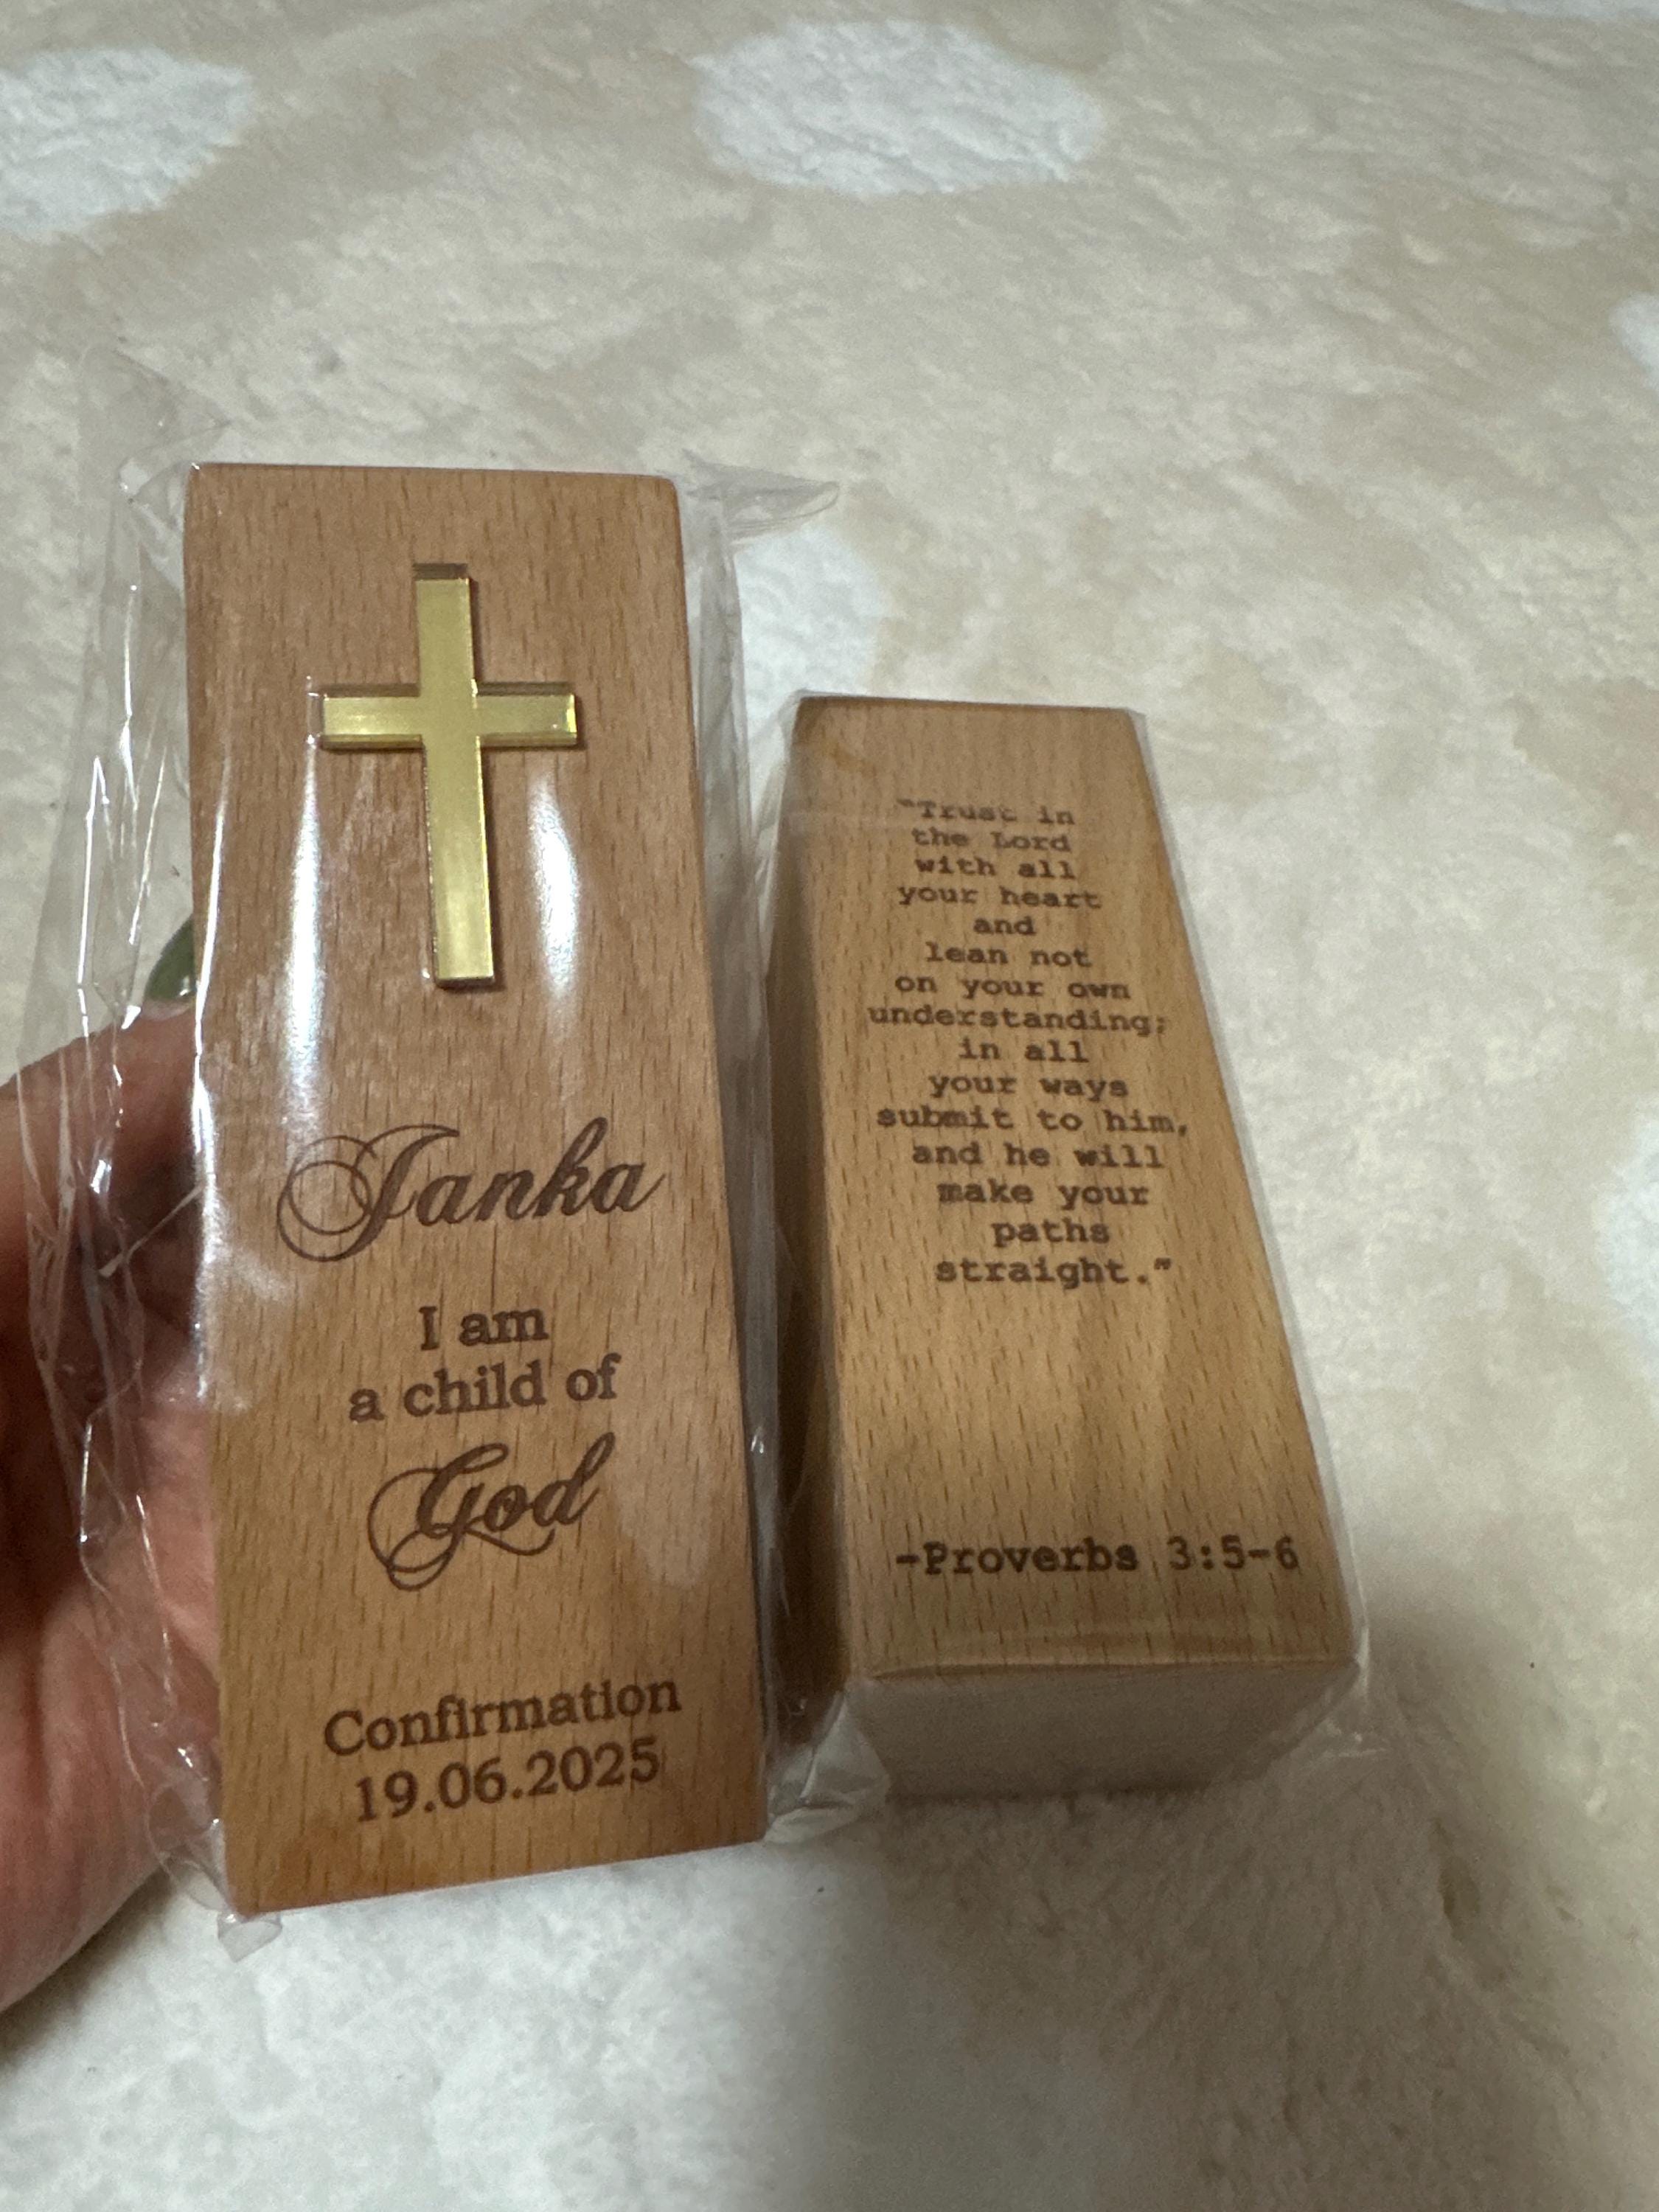 Janka
I am
a child of
God
Confirmation
19.06.2025
"Trust in
the Lord
with all
your heart
and
lean not
on your own
understanding;
in all
your ways
submit to him,
and he will
make your
paths
straight."
-Proverbs 3:5-6